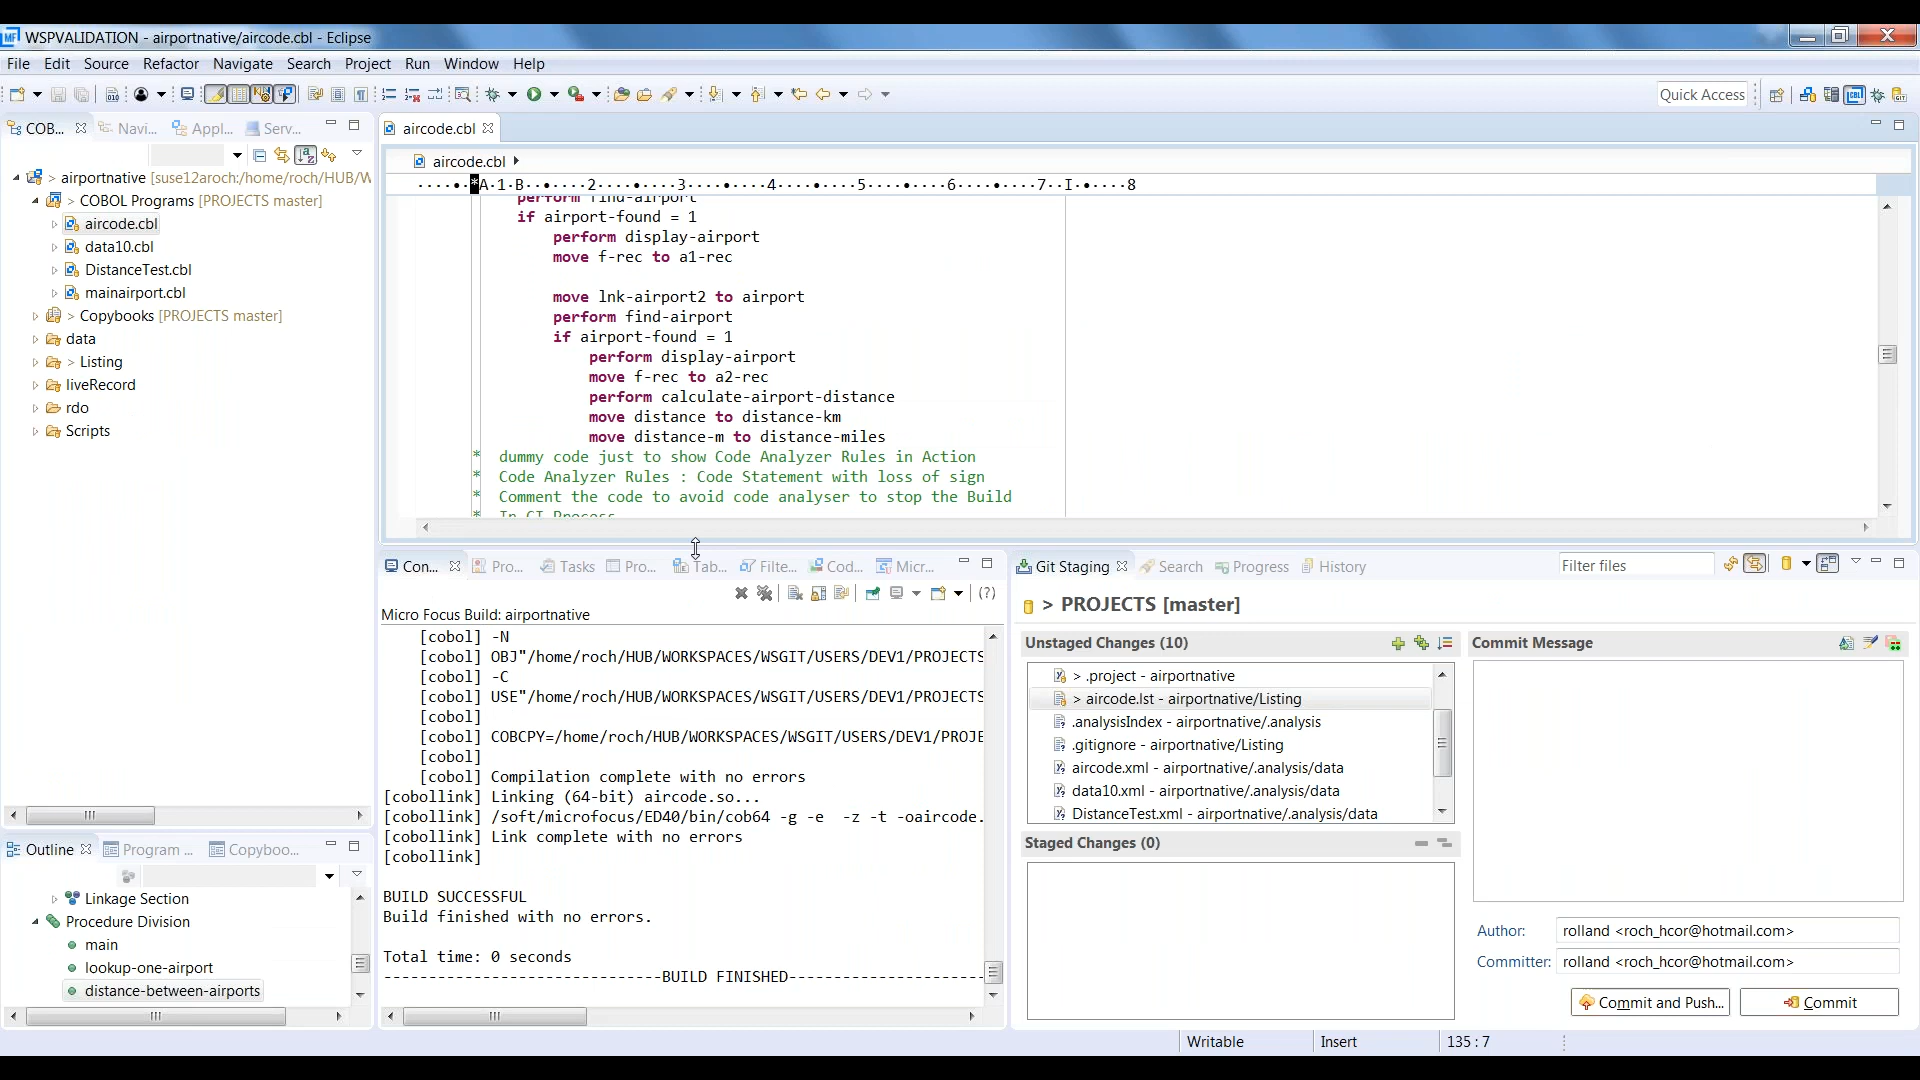 WSPVALIDATION - airportnative/aircode.cbl - Eclipse
File Edit Source Refactor Navigate Search Project Run Window Help
Quick Access
COB... Navi... Appl... Serv...
airportnative [suse12aroch:/home/roch/HUB/W
> COBOL Programs [PROJECTS master]
aircode.cbl
data10.cbl
DistanceTest.cbl
mainairport.cbl
> Copybooks [PROJECTS master]
data
> Listing
liveRecord
rdo
Scripts
Outline Program ... Copyboo...
Linkage Section
Procedure Division
main
lookup-one-airport
distance-between-airports
aircode.cbl
aircode.cbl
*A·1·B··•····2····•····3····•····4····•····5····•····6····•····7··I·•····8
perform find-airport
if airport-found = 1
perform display-airport
move f-rec to a1-rec
move lnk-airport2 to airport
perform find-airport
if airport-found = 1
perform display-airport
move f-rec to a2-rec
perform calculate-airport-distance
move distance to distance-km
move distance-m to distance-miles
* dummy code just to show Code Analyzer Rules in Action
* Code Analyzer Rules : Code Statement with loss of sign
* Comment the code to avoid code analyser to stop the Build
* In CI Process
Con... Pro... Tasks Pro... Tab... Filte... Cod... Micr...
Micro Focus Build: airportnative
[cobol] -N
[cobol] OBJ"/home/roch/HUB/WORKSPACES/WSGIT/USERS/DEV1/PROJECTS
[cobol] -C
[cobol] USE"/home/roch/HUB/WORKSPACES/WSGIT/USERS/DEV1/PROJECTS
[cobol]
[cobol] COBCPY=/home/roch/HUB/WORKSPACES/WSGIT/USERS/DEV1/PROJE
[cobol]
[cobol] Compilation complete with no errors
[cobollink] Linking (64-bit) aircode.so...
[cobollink] /soft/microfocus/ED40/bin/cob64 -g -e -z -t -oaircode.
[cobollink] Link complete with no errors
[cobollink]
BUILD SUCCESSFUL
Build finished with no errors.
Total time: 0 seconds
-------------------------------BUILD FINISHED----------------------
Git Staging Search Progress History
Filter files
> PROJECTS [master]
Unstaged Changes (10)
> .project - airportnative
> aircode.lst - airportnative/Listing
.analysisIndex - airportnative/.analysis
.gitignore - airportnative/Listing
aircode.xml - airportnative/.analysis/data
data10.xml - airportnative/.analysis/data
DistanceTest.xml - airportnative/.analysis/data
Staged Changes (0)
Commit Message
Author: rolland <roch_hcor@hotmail.com>
Committer: rolland <roch_hcor@hotmail.com>
Commit and Push... Commit
Writable Insert 135 : 7